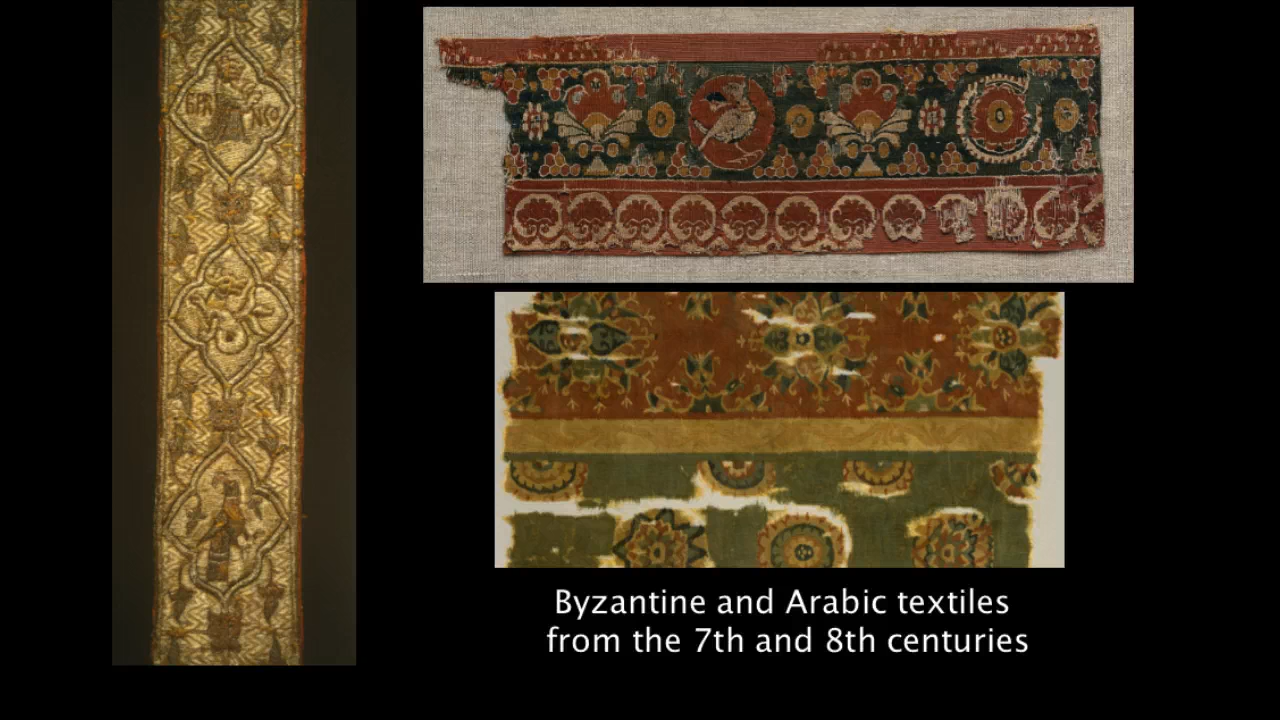 Byzantine and Arabic textiles
from the 7th and 8th centuries